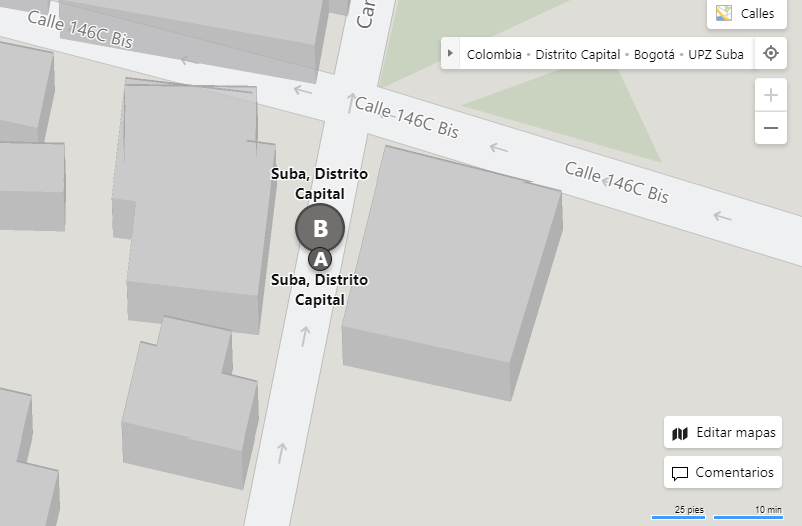 Calle 146C Bis
Car
Calles
Colombia • Distrito Capital • Bogotá • UPZ Suba
Calle 146C Bis
Calle 146C Bis
Suba, Distrito
Capital
B
A
Suba, Distrito
Capital
Editar mapas
Comentarios
25 pies
10 min